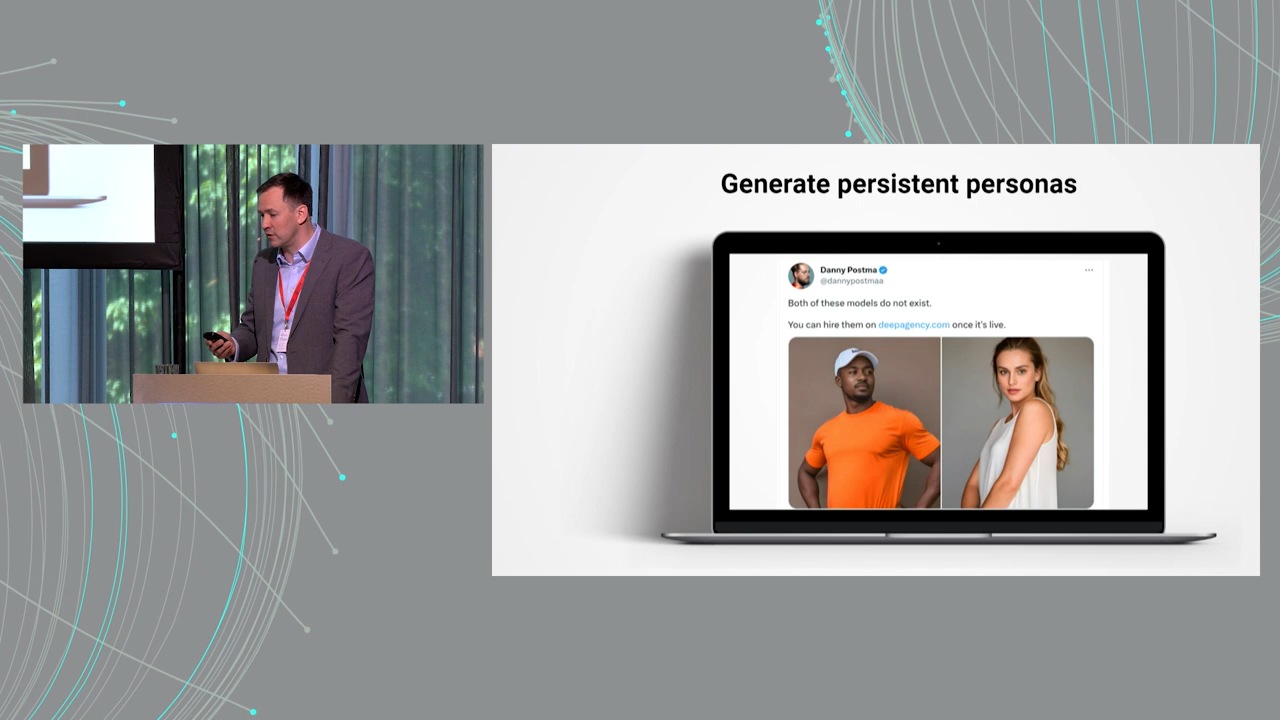 Generate persistent personas
Danny Postma
@dannypostmaa
Both of these models do not exist.
You can hire them on deepagency.com once it's live.